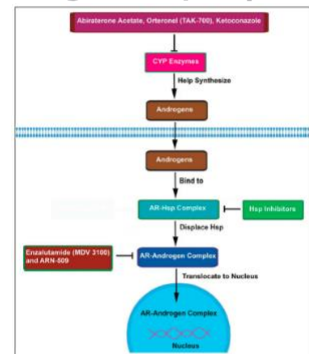 Abiraterone Acetate, Orteronel (TAK-700), Ketoconazole
CYP Enzymes
Help Synthesize
Androgens
Androgens
Bind to
AR-Hsp Complex
Hsp Inhibitors
Displace Hsp
Enzalutamide (MDV 3100)
and ARN-509
AR-Androgen Complex
Translocate to Nucleus
AR-Androgen Complex
Nucleus